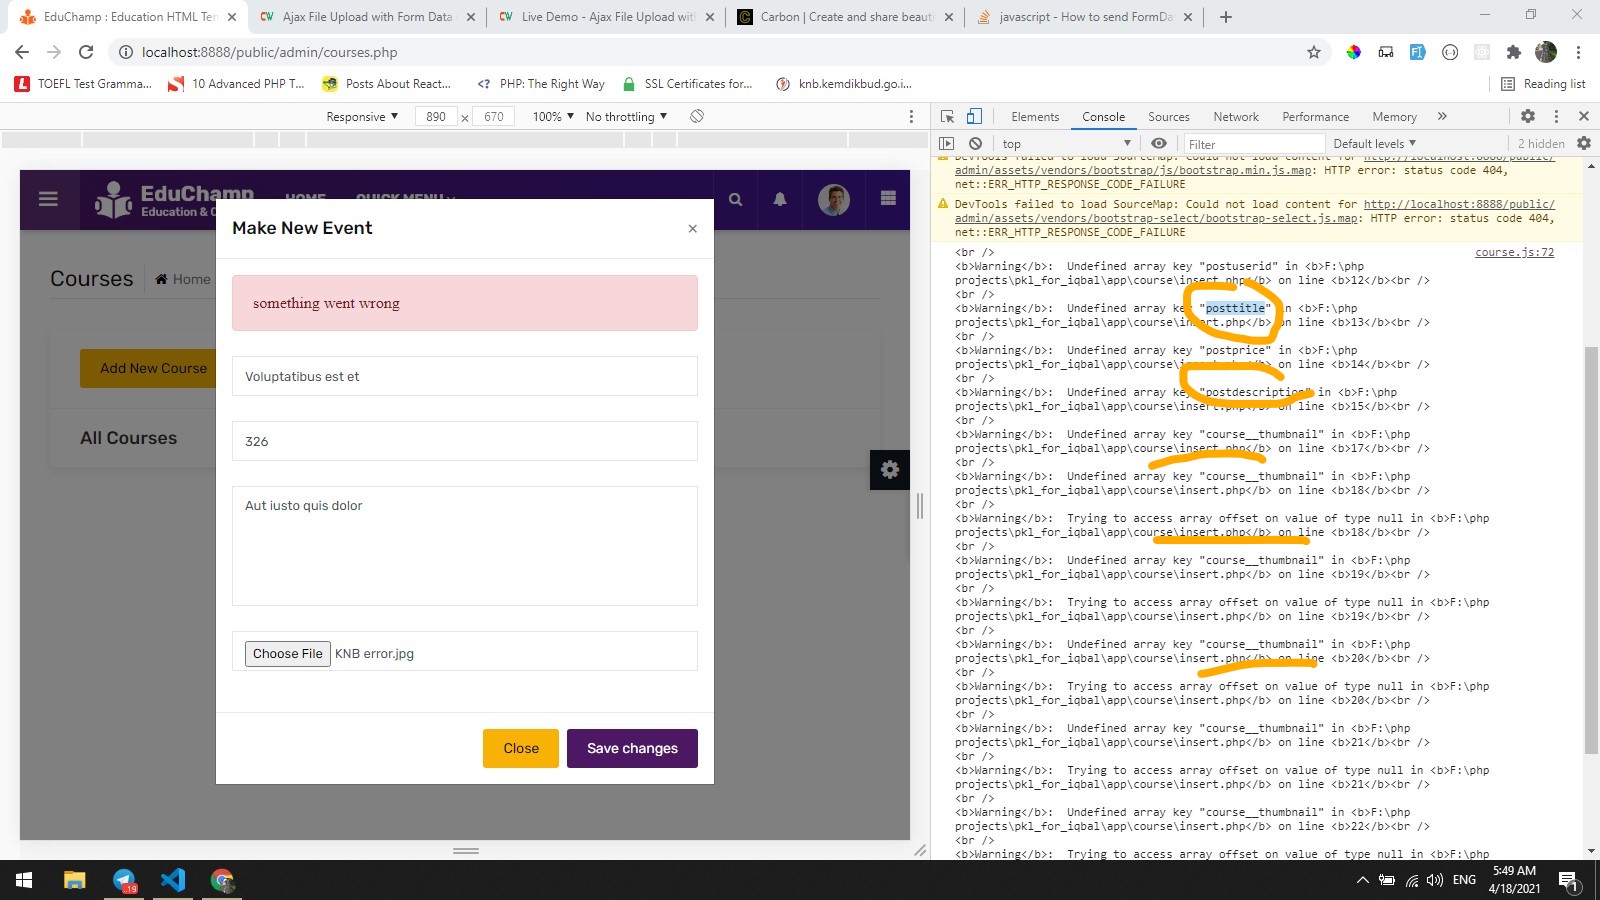 EduChamp : Education HTML Ten
Ajax File Upload with Form Data
Live Demo - Ajax File Upload wit
Carbon | Create and share beaut
javascript - How to send FormDa
localhost:8888/public/admin/courses.php
TOEFL Test Gramma...
10 Advanced PHP T...
Posts About React...
PHP: The Right Way
SSL Certificates for...
knb.kemdikbud.go.i...
Reading list
Responsive
890 x 670
100%
No throttling
Elements
Console
Sources
Network
Performance
Memory
top
Filter
Default levels
2 hidden
EduChamp
HOME
QUICK MENU
Courses
Home
Add New Course
All Courses
Make New Event
×
something went wrong
Voluptatibus est et
326
Aut iusto quis dolor
Choose File KNB error.jpg
Close
Save changes
DevTools failed to load SourceMap: Could not load content for http://localhost:8888/public/
admin/assets/vendors/bootstrap/js/bootstrap.min.js.map: HTTP error: status code 404,
net::ERR_HTTP_RESPONSE_CODE_FAILURE
DevTools failed to load SourceMap: Could not load content for http://localhost:8888/public/
admin/assets/vendors/bootstrap-select/bootstrap-select.js.map: HTTP error: status code 404,
net::ERR_HTTP_RESPONSE_CODE_FAILURE
<br />
course.js:72
<b>Warning</b>:  Undefined array key "postuserid" in <b>F:\php
projects\pkl_for_iqbal\app\course\insert.php</b> on line <b>12</b><br />
<br />
<b>Warning</b>:  Undefined array key "posttitle" in <b>F:\php
projects\pkl_for_iqbal\app\course\insert.php</b> on line <b>13</b><br />
<br />
<b>Warning</b>:  Undefined array key "postprice" in <b>F:\php
projects\pkl_for_iqbal\app\course\insert.php</b> on line <b>14</b><br />
<br />
<b>Warning</b>:  Undefined array key "postdescription" in <b>F:\php
projects\pkl_for_iqbal\app\course\insert.php</b> on line <b>15</b><br />
<br />
<b>Warning</b>:  Undefined array key "course__thumbnail" in <b>F:\php
projects\pkl_for_iqbal\app\course\insert.php</b> on line <b>17</b><br />
<br />
<b>Warning</b>:  Undefined array key "course__thumbnail" in <b>F:\php
projects\pkl_for_iqbal\app\course\insert.php</b> on line <b>18</b><br />
<br />
<b>Warning</b>:  Trying to access array offset on value of type null in <b>F:\php
projects\pkl_for_iqbal\app\course\insert.php</b> on line <b>18</b><br />
<br />
<b>Warning</b>:  Undefined array key "course__thumbnail" in <b>F:\php
projects\pkl_for_iqbal\app\course\insert.php</b> on line <b>19</b><br />
<br />
<b>Warning</b>:  Trying to access array offset on value of type null in <b>F:\php
projects\pkl_for_iqbal\app\course\insert.php</b> on line <b>19</b><br />
<br />
<b>Warning</b>:  Undefined array key "course__thumbnail" in <b>F:\php
projects\pkl_for_iqbal\app\course\insert.php</b> on line <b>20</b><br />
<br />
<b>Warning</b>:  Trying to access array offset on value of type null in <b>F:\php
projects\pkl_for_iqbal\app\course\insert.php</b> on line <b>20</b><br />
<br />
<b>Warning</b>:  Undefined array key "course__thumbnail" in <b>F:\php
projects\pkl_for_iqbal\app\course\insert.php</b> on line <b>21</b><br />
<br />
<b>Warning</b>:  Trying to access array offset on value of type null in <b>F:\php
projects\pkl_for_iqbal\app\course\insert.php</b> on line <b>21</b><br />
<br />
<b>Warning</b>:  Undefined array key "course__thumbnail" in <b>F:\php
projects\pkl_for_iqbal\app\course\insert.php</b> on line <b>22</b><br />
<br />
<b>Warning</b>:  Trying to access array offset on value of type null in <b>F:\php
19
ENG
5:49 AM
4/18/2021
1